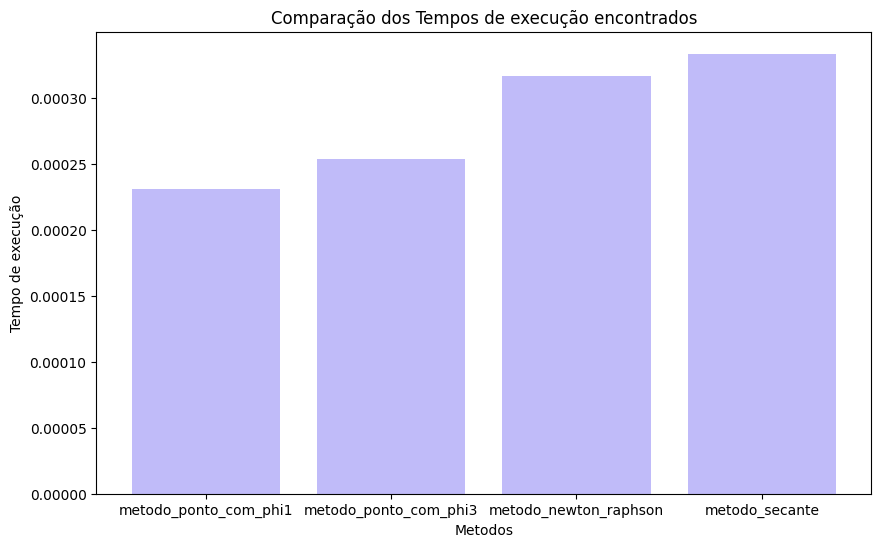 Comparação dos Tempos de execução encontrados
Tempo de execução
0.00030
0.00025
0.00020
0.00015
0.00010
0.00005
0.00000
metodo_ponto_com_phi1 metodo_ponto_com_phi3 metodo_newton_raphson metodo_secante
Metodos